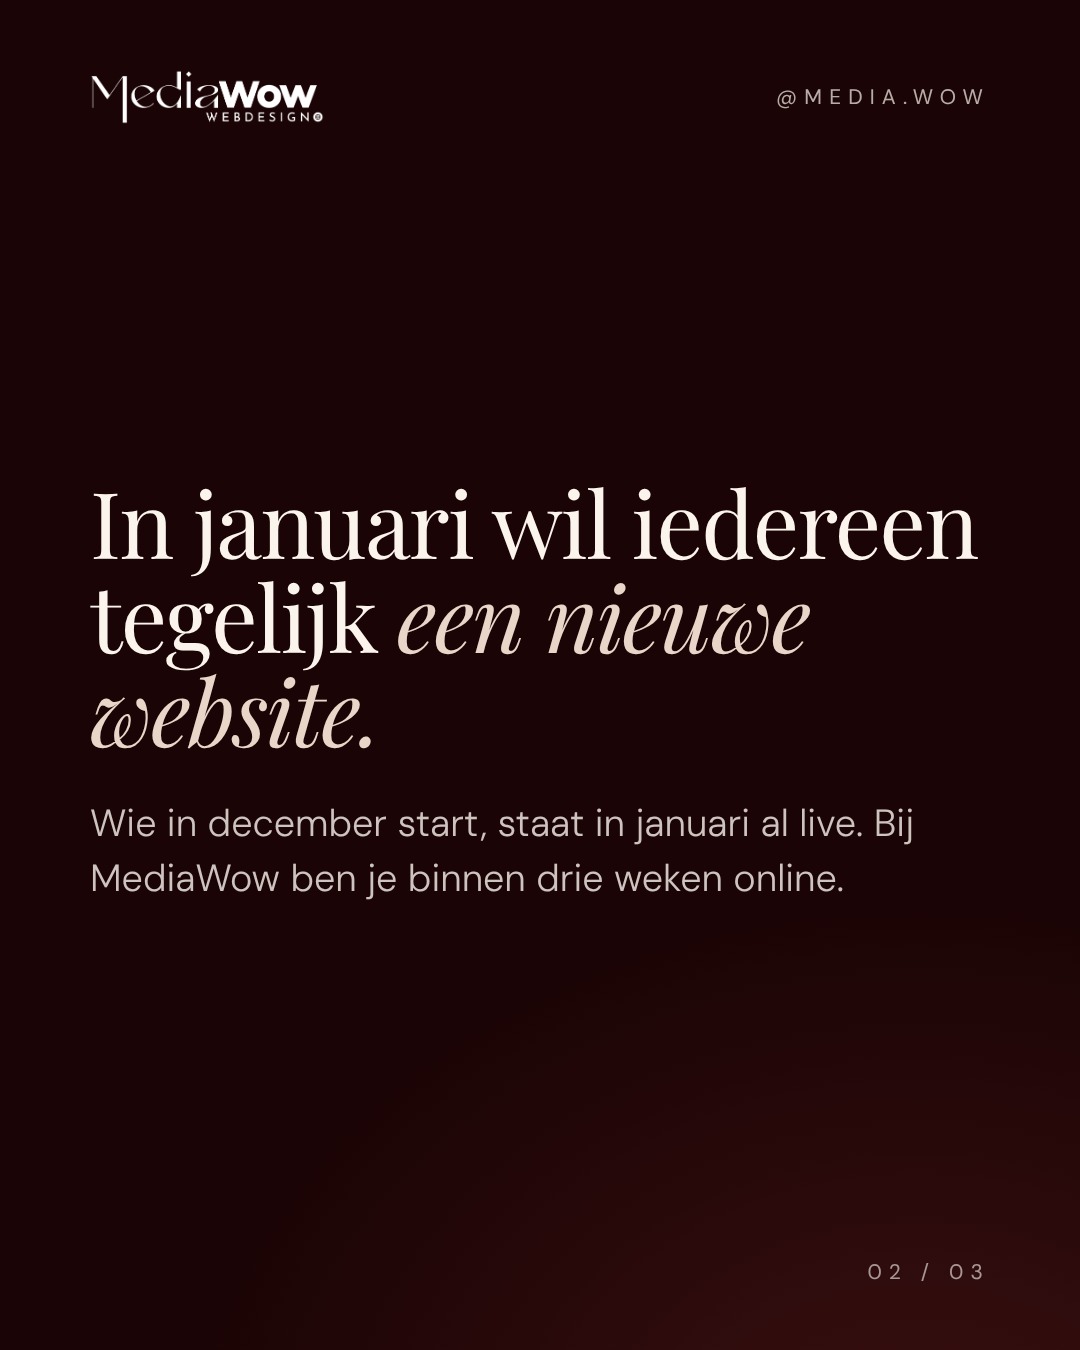 MediaWow
WEBDESIGN
@MEDIA.WOW
In januari wil iedereen
tegelijk een nieuwe
website.
Wie in december start, staat in januari al live. Bij
MediaWow ben je binnen drie weken online.
02 / 03